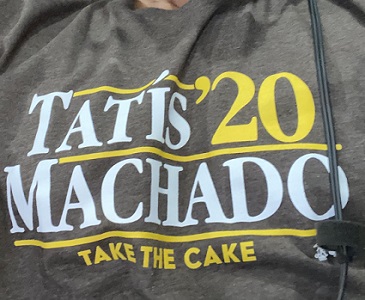 TATÍS '20
MACHADO
TAKE THE CAKE